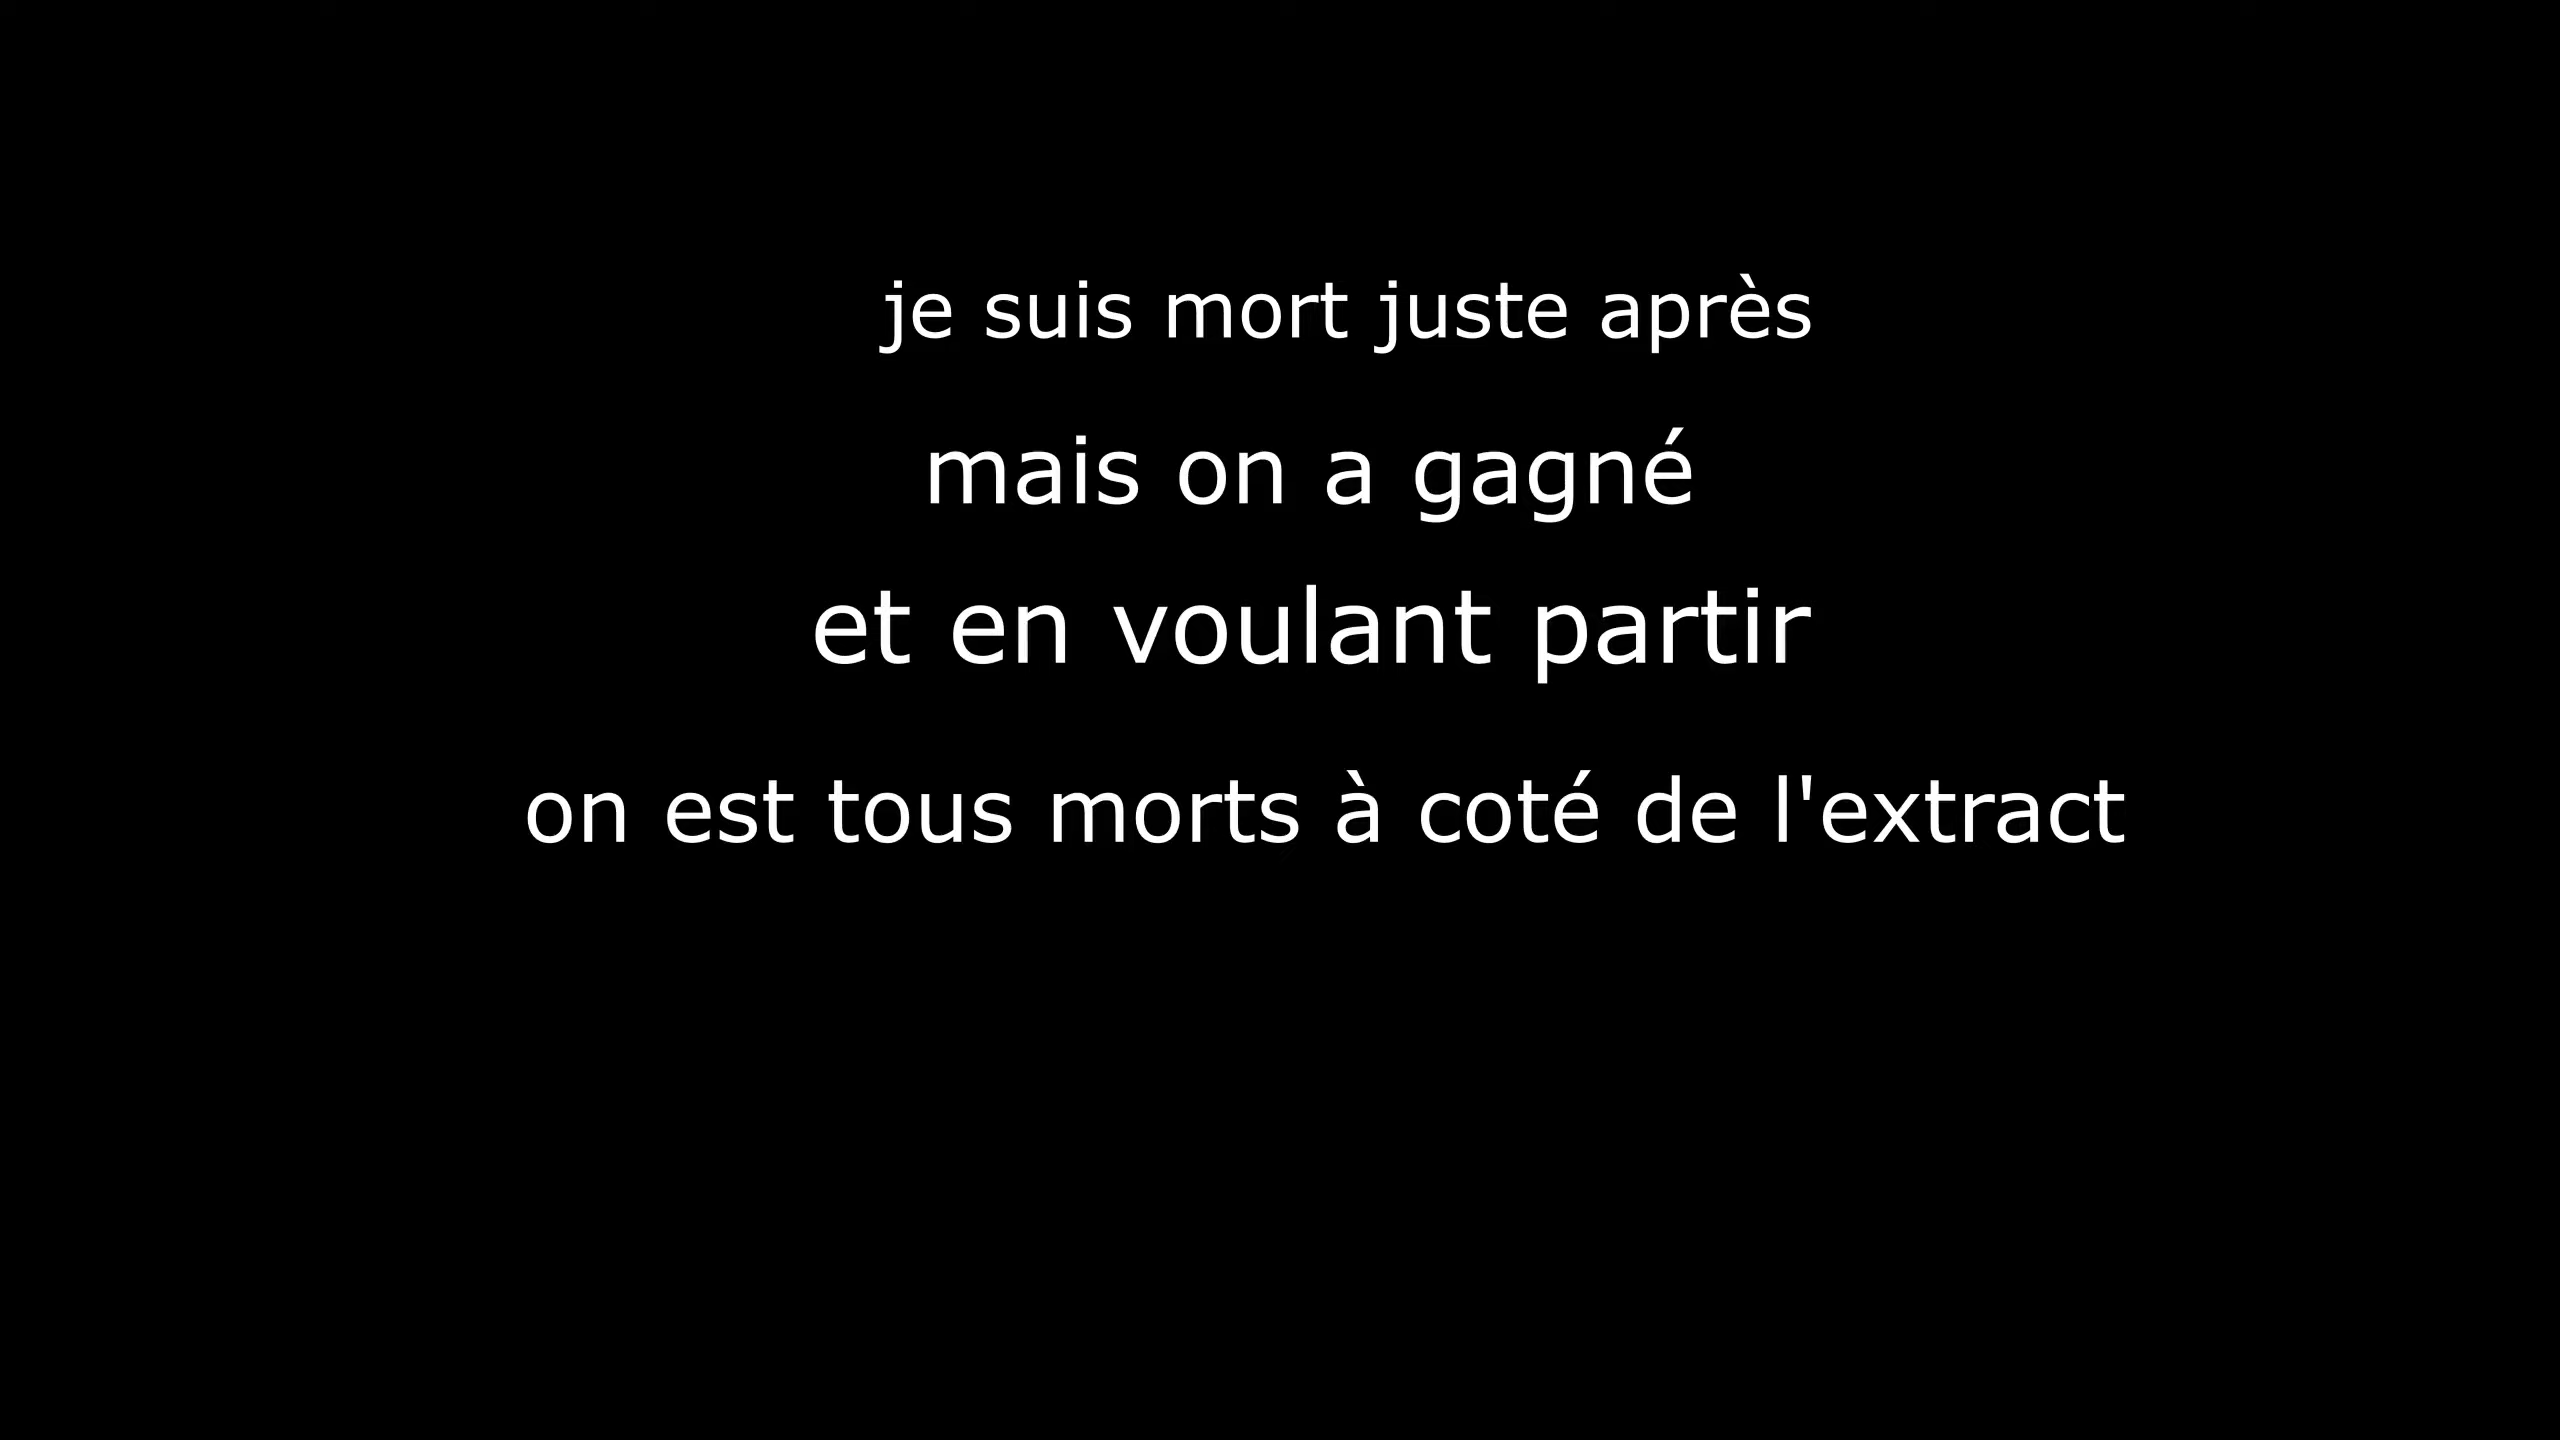 je suis mort juste après
mais on a gagné
et en voulant partir
on est tous morts à coté de l'extract